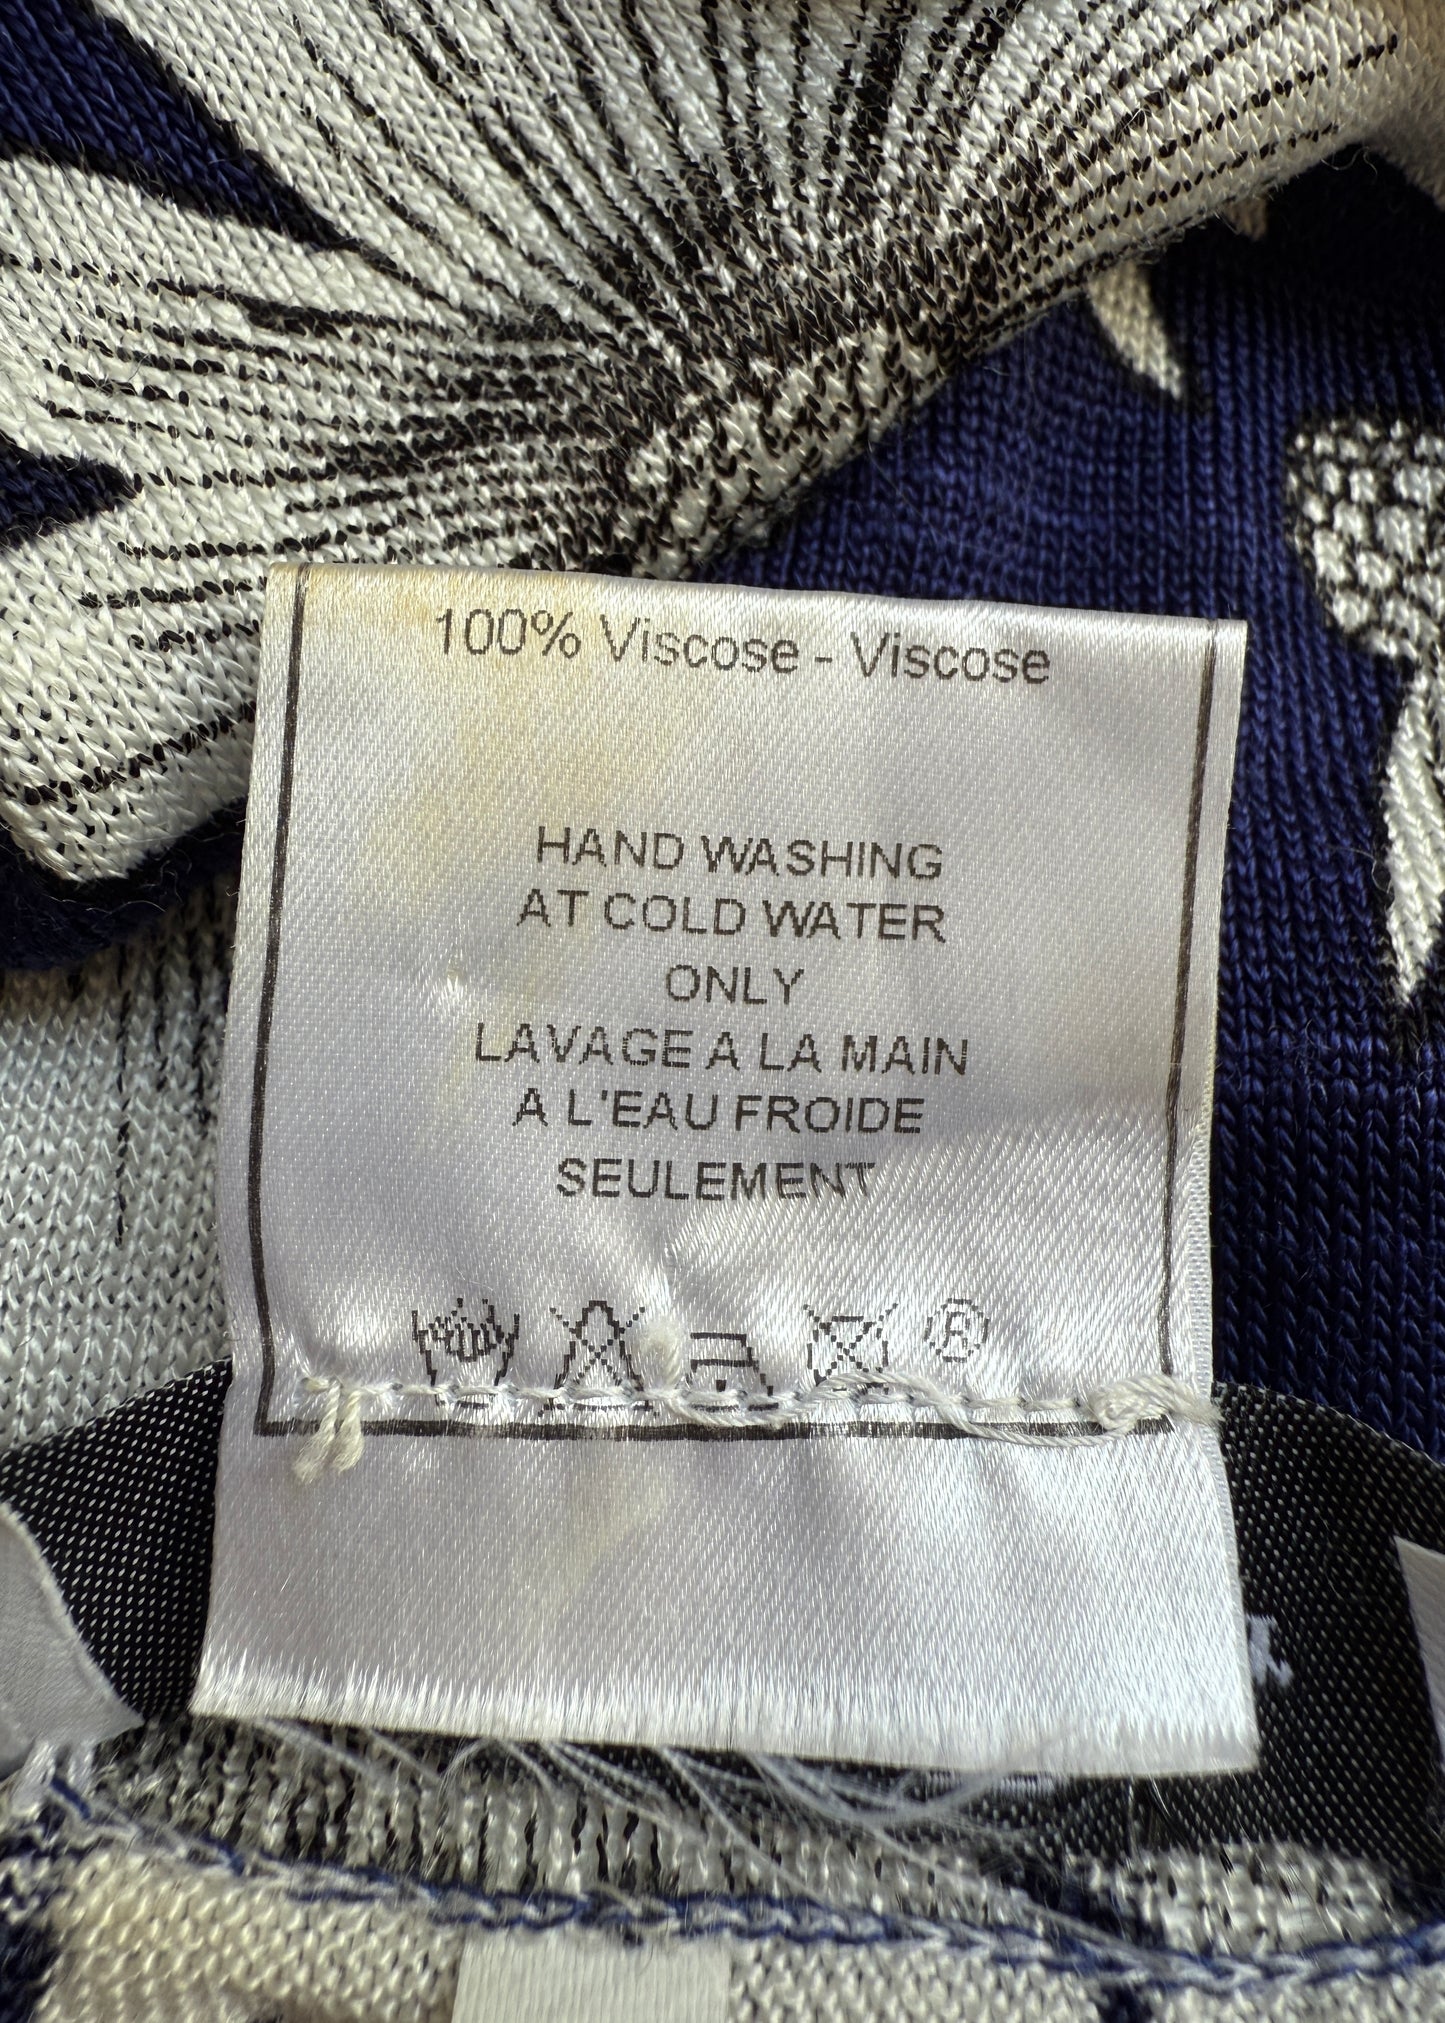 100% Viscose - Viscose
HAND WASHING
AT COLD WATER
ONLY
LAVAGE A LA MAIN
A L'EAU FROIDE
SEULEMENT
R